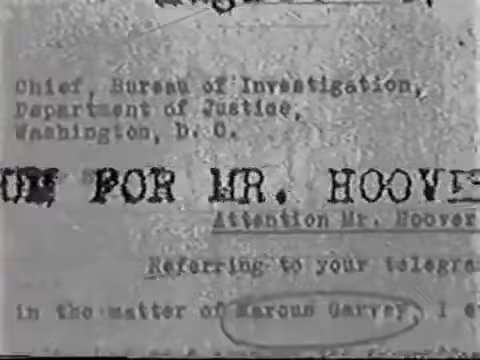 Chief, Bureau of Investigation,
Department of Justice,
Washington, D. C.
FOR MR. HOOVE
Attention Mr. Hoover
Referring to your telegra
in the matter of Marcus Garvey, I e